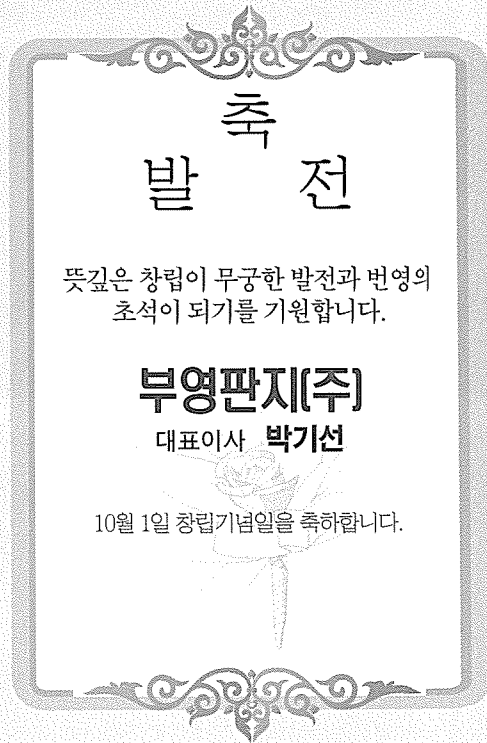 축
발 전
뜻깊은 창립이 무궁한 발전과 번영의
초석이 되기를 기원합니다.
부영판지(주)
대표이사 박기선
10월 1일 창립기념일을 축하합니다.